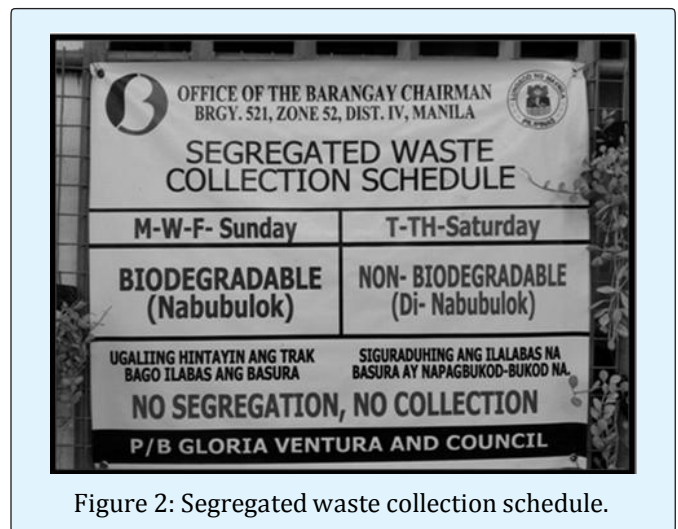 OFFICE OF THE BARANGAY CHAIRMAN
BRGY. 521, ZONE 52, DIST. IV, MANILA
SEGREGATED WASTE
COLLECTION SCHEDULE
M-W-F- Sunday
T-TH-Saturday
BIODEGRADABLE
(Nabubulok)
NON- BIODEGRADABLE
(Di- Nabubulok)
UGALIING HINTAYIN ANG TRAK
BAGO ILABAS ANG BASURA
SIGURADUHING ANG ILALABAS NA
BASURA AY NAPAGBUKOD-BUKOD NA.
NO SEGREGATION, NO COLLECTION
P/B GLORIA VENTURA AND COUNCIL
Figure 2: Segregated waste collection schedule.